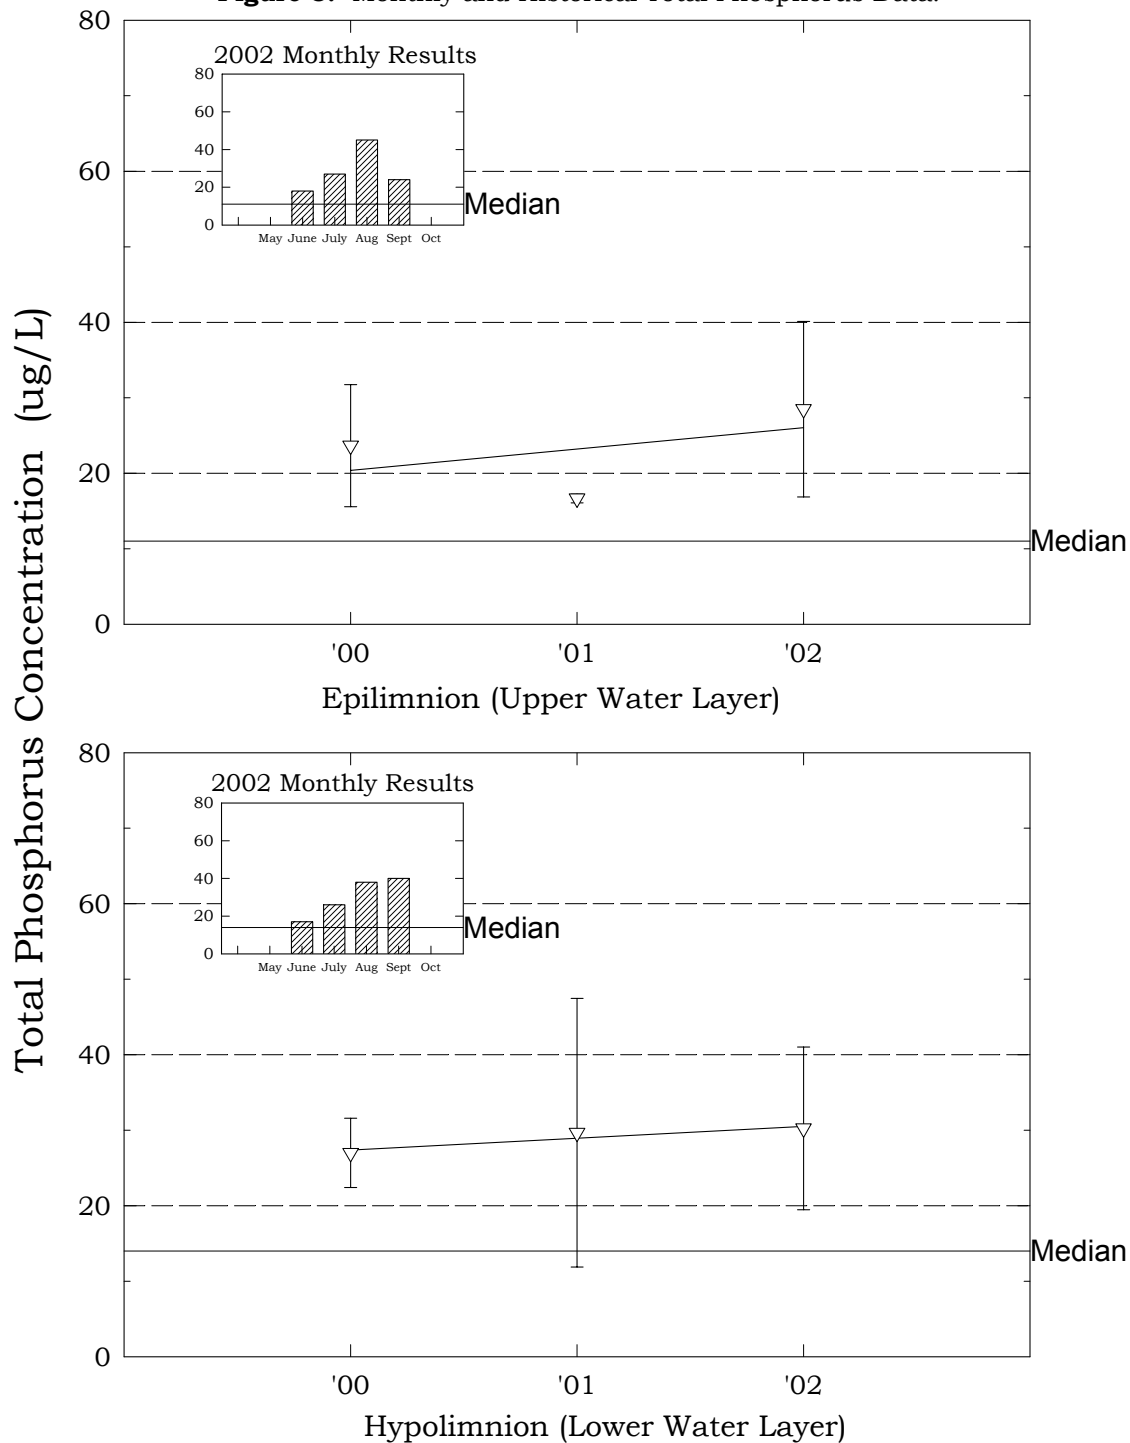 Figure 3. Monthly and Historical Total Phosphorus Data.
Total Phosphorus Concentration (ug/L)
80
60
40
20
0
2002 Monthly Results
80
60
40
20
0
May June July Aug Sept Oct
Median
Median
'00 '01 '02
Epilimnion (Upper Water Layer)
80
60
40
20
0
2002 Monthly Results
80
60
40
20
0
May June July Aug Sept Oct
Median
Median
'00 '01 '02
Hypolimnion (Lower Water Layer)